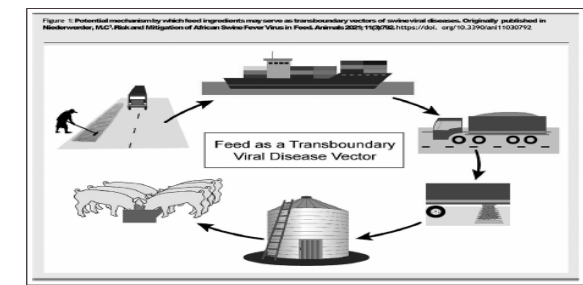 Figure 1: Potential mechanism by which feed ingredients may serve as transboundary vectors of swine viral diseases. Originally published in
Niederwerder, M.C. Risk and Mitigation of African Swine Fever Virus in Feed. Animals 2021; 11(3):792. https://doi. org/10.3390/ani11030792
Feed as a Transboundary
Viral Disease Vector